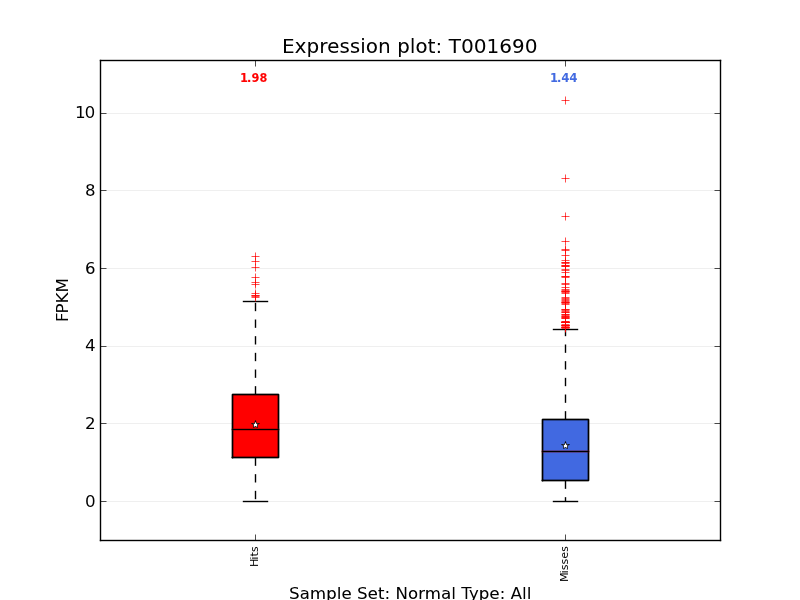 Expression plot: T001690
1.98
1.44
10
8
6
4
2
0
FPKM
Hits
Misses
Sample Set: Normal Type: All